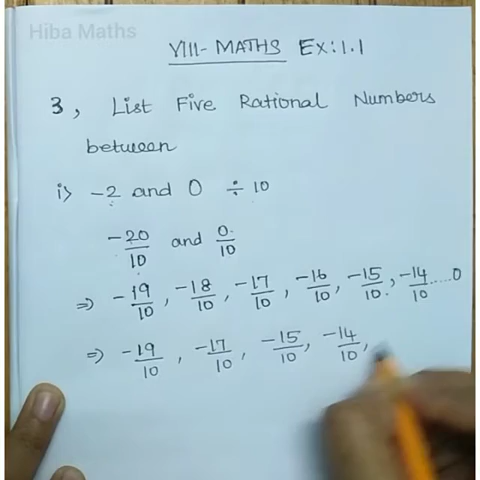 Hiba Maths
VIII- MATHS Ex: 1.1
3, List Five Rational Numbers
between
i) -2 and 0 ÷ 10
-20/10 and 0/10
⇒ -19/10, -18/10, -17/10, -16/10, -15/10, -14/10 ..... 0
⇒ -19/10, -17/10, -15/10, -14/10,